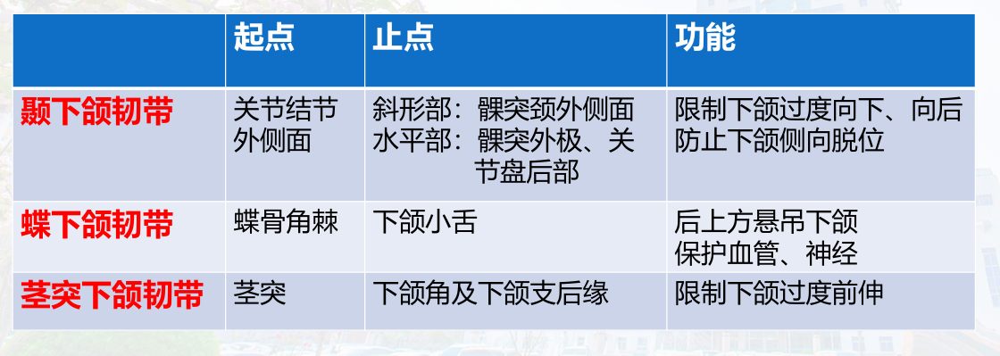 起点 止点 功能
颞下颌韧带 关节结节 斜形部：髁突颈外侧面 限制下颌过度向下、向后
外侧面 水平部：髁突外极、关 防止下颌侧向脱位
节盘后部
蝶下颌韧带 蝶骨角棘 下颌小舌 后上方悬吊下颌
保护血管、神经
茎突下颌韧带 茎突 下颌角及下颌支后缘 限制下颌过度前伸